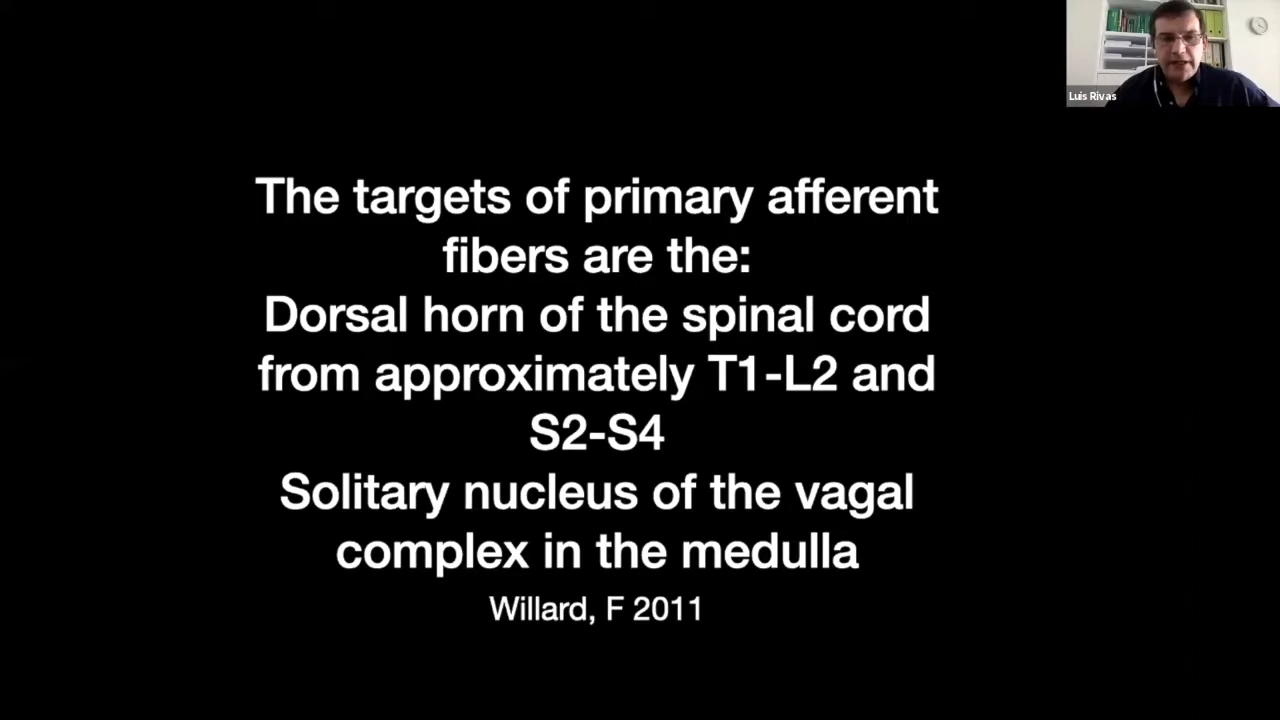 Luis Rivas
The targets of primary afferent
fibers are the:
Dorsal horn of the spinal cord
from approximately T1-L2 and
S2-S4
Solitary nucleus of the vagal
complex in the medulla
Willard, F 2011